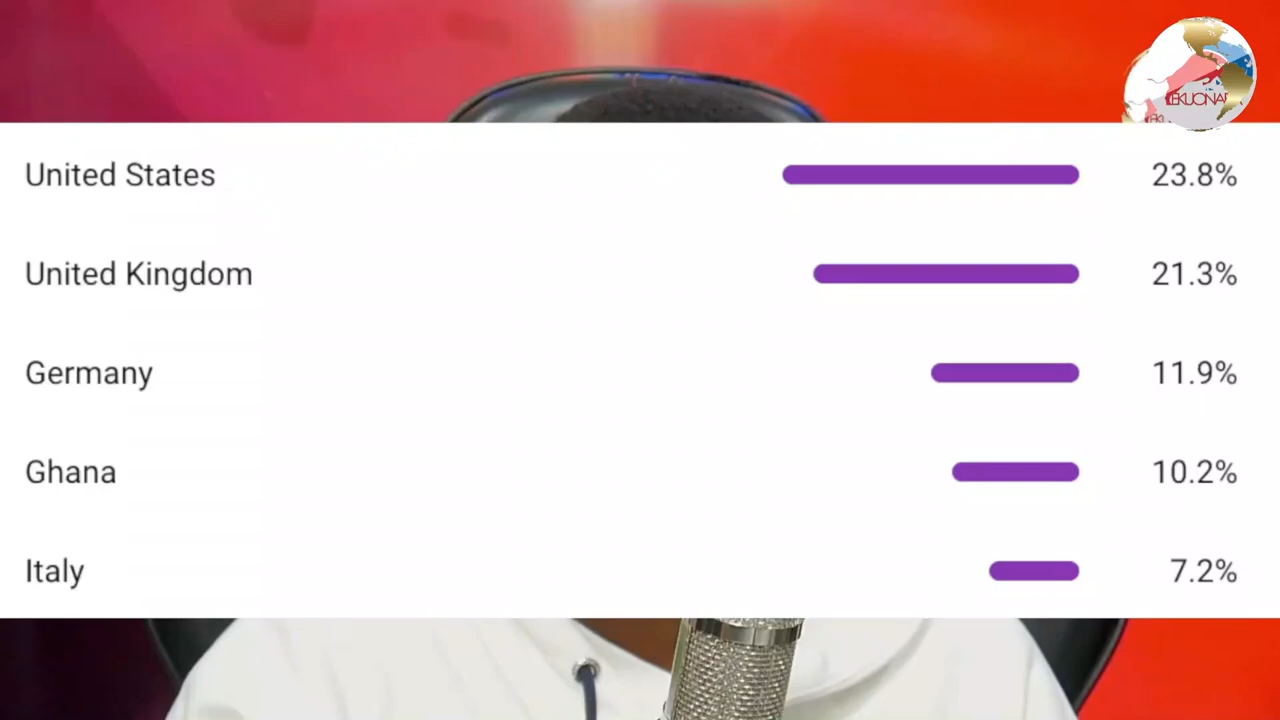 United States 23.8%
United Kingdom 21.3%
Germany 11.9%
Ghana 10.2%
Italy 7.2%